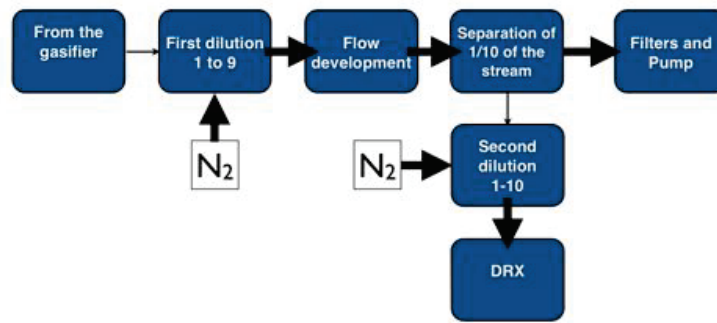 From the
gasifier
First dilution
1 to 9
Flow
development
Separation of
1/10 of the
stream
Filters and
Pump
N₂
N₂
Second
dilution
1-10
DRX